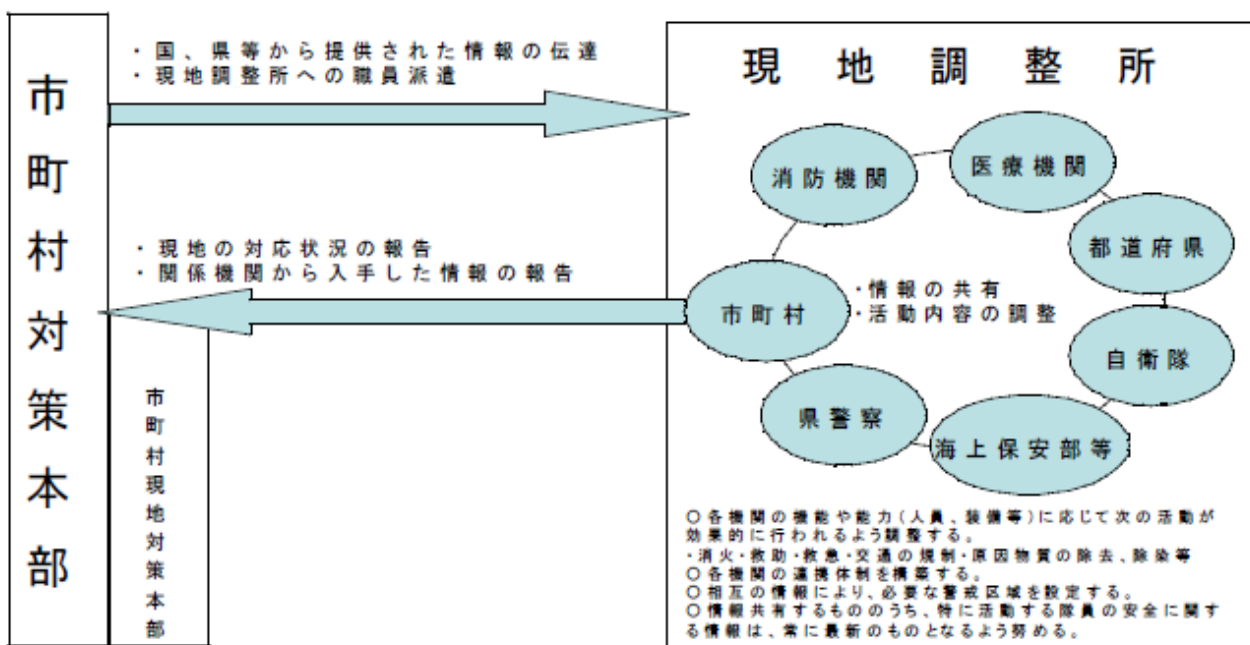 市町村対策本部
・国、県等から提供された情報の伝達
・現地調整所への職員派遣
・現地の対応状況の報告
・関係機関から入手した情報の報告
市町村現地対策本部
現地調整所
消防機関
医療機関
都道府県
市町村
・情報の共有
・活動内容の調整
自衛隊
県警察
海上保安部等
○各機関の機能や能力(人員、装備等)に応じて次の活動が
効果的に行われるよう調整する。
・消火・救助・救急・交通の規制・原因物質の除去、除染等
○各機関の連携体制を構築する。
○相互の情報により、必要な警戒区域を設定する。
○情報共有するもののうち、特に活動する隊員の安全に関す
る情報は、常に最新のものとなるよう努める。